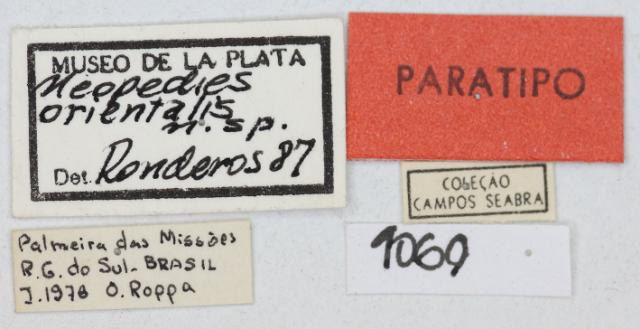 MUSEO DE LA PLATA
Neopedies
orientalis
n. sp.
Det. Ronderos 87
PARATIPO
COLEÇÃO
CAMPOS SEABRA
Palmeira das Missões
R.G. do Sul - BRASIL
J.1978 O. Roppa
1069